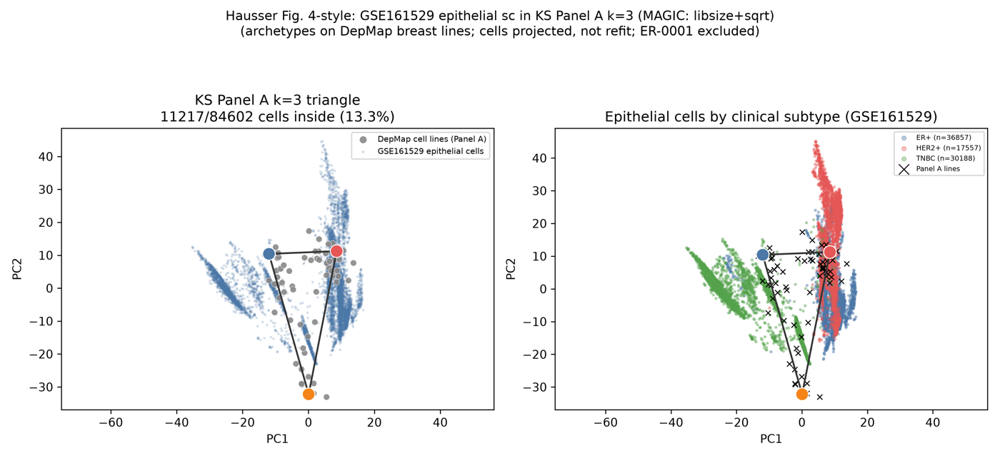 Hausser Fig. 4-style: GSE161529 epithelial sc in KS Panel A k=3 (MAGIC: libsize+sqrt)
(archetypes on DepMap breast lines; cells projected, not refit; ER-0001 excluded)
KS Panel A k=3 triangle
11217/84602 cells inside (13.3%)
DepMap cell lines (Panel A)
GSE161529 epithelial cells
PC2
40
30
20
10
0
−10
−20
−30
−60
−40
−20
0
20
40
PC1
Epithelial cells by clinical subtype (GSE161529)
ER+ (n=36857)
HER2+ (n=17557)
TNBC (n=30188)
Panel A lines
PC2
40
30
20
10
0
−10
−20
−30
−60
−40
−20
0
20
40
PC1